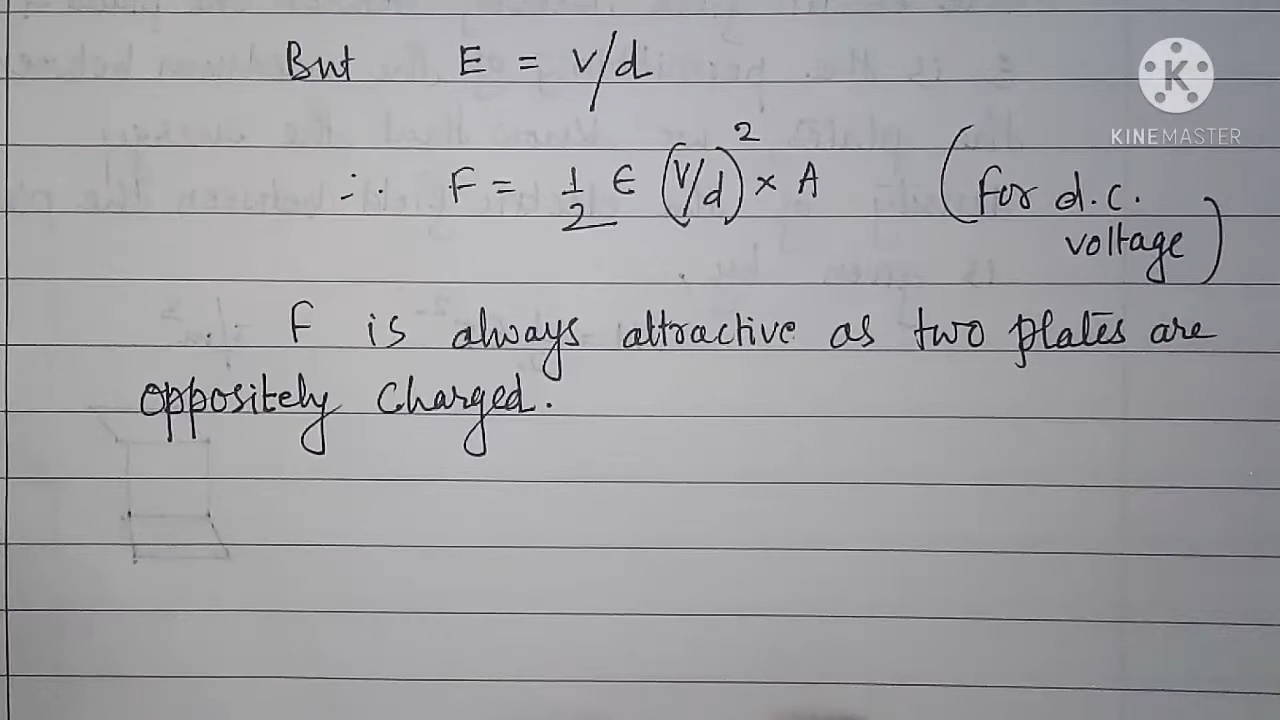 But E = V/d
∴ F = 1/2 ∈ (V/d)² × A (for d.c.
voltage)
F is always attractive as two plates are
oppositely charged.
K
KINEMASTER